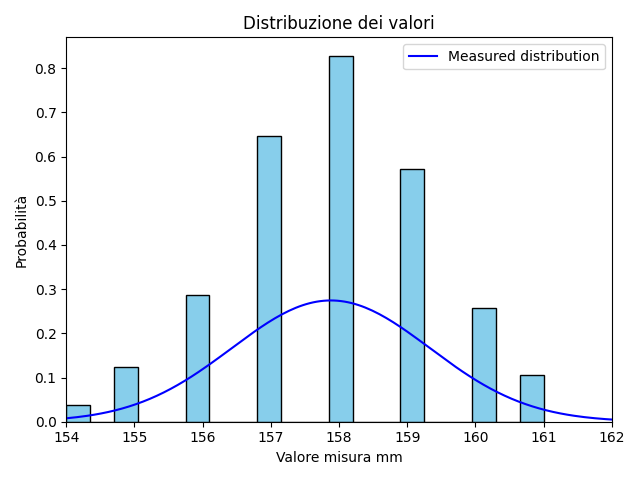 Distribuzione dei valori
Measured distribution
Probabilità
0.8
0.7
0.6
0.5
0.4
0.3
0.2
0.1
0.0
154 155 156 157 158 159 160 161 162
Valore misura mm